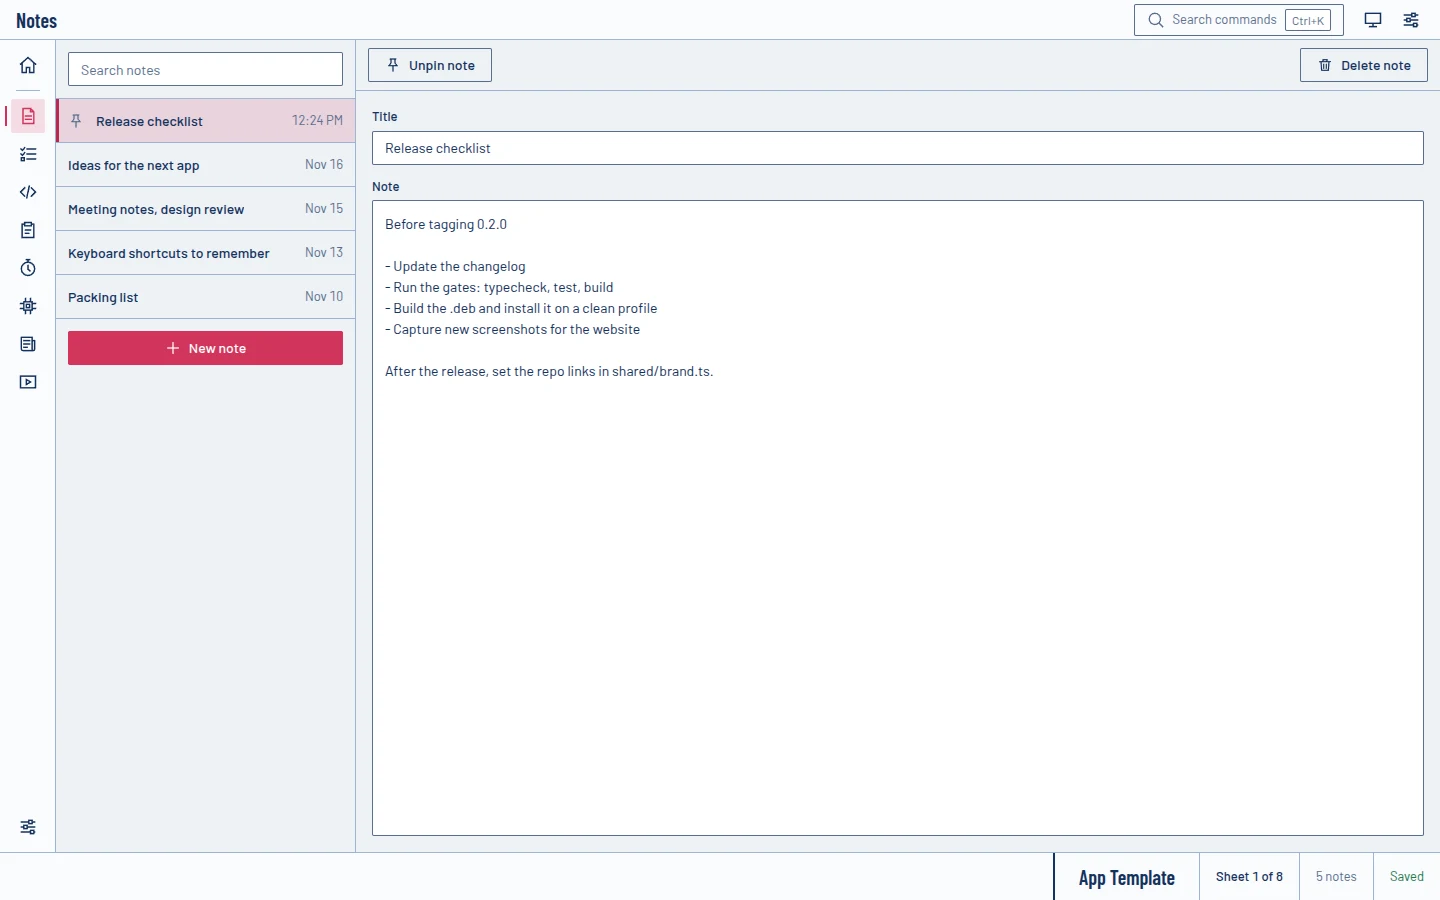 Notes
Search commands Ctrl+K
Search notes
Release checklist 12:24 PM
Ideas for the next app Nov 16
Meeting notes, design review Nov 15
Keyboard shortcuts to remember Nov 13
Packing list Nov 10
New note
Unpin note
Delete note
Title
Release checklist
Note
Before tagging 0.2.0
- Update the changelog
- Run the gates: typecheck, test, build
- Build the .deb and install it on a clean profile
- Capture new screenshots for the website
After the release, set the repo links in shared/brand.ts.
App Template
Sheet 1 of 8
5 notes
Saved